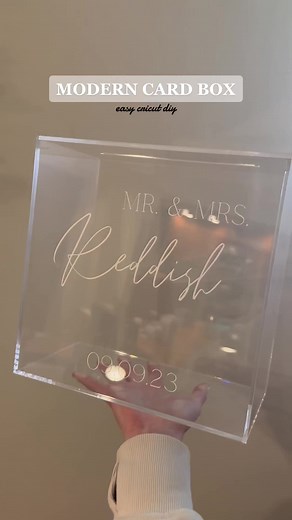 MODERN CARD BOX
easy cricut diy
MR. & MRS.
Reddish
09.09.23